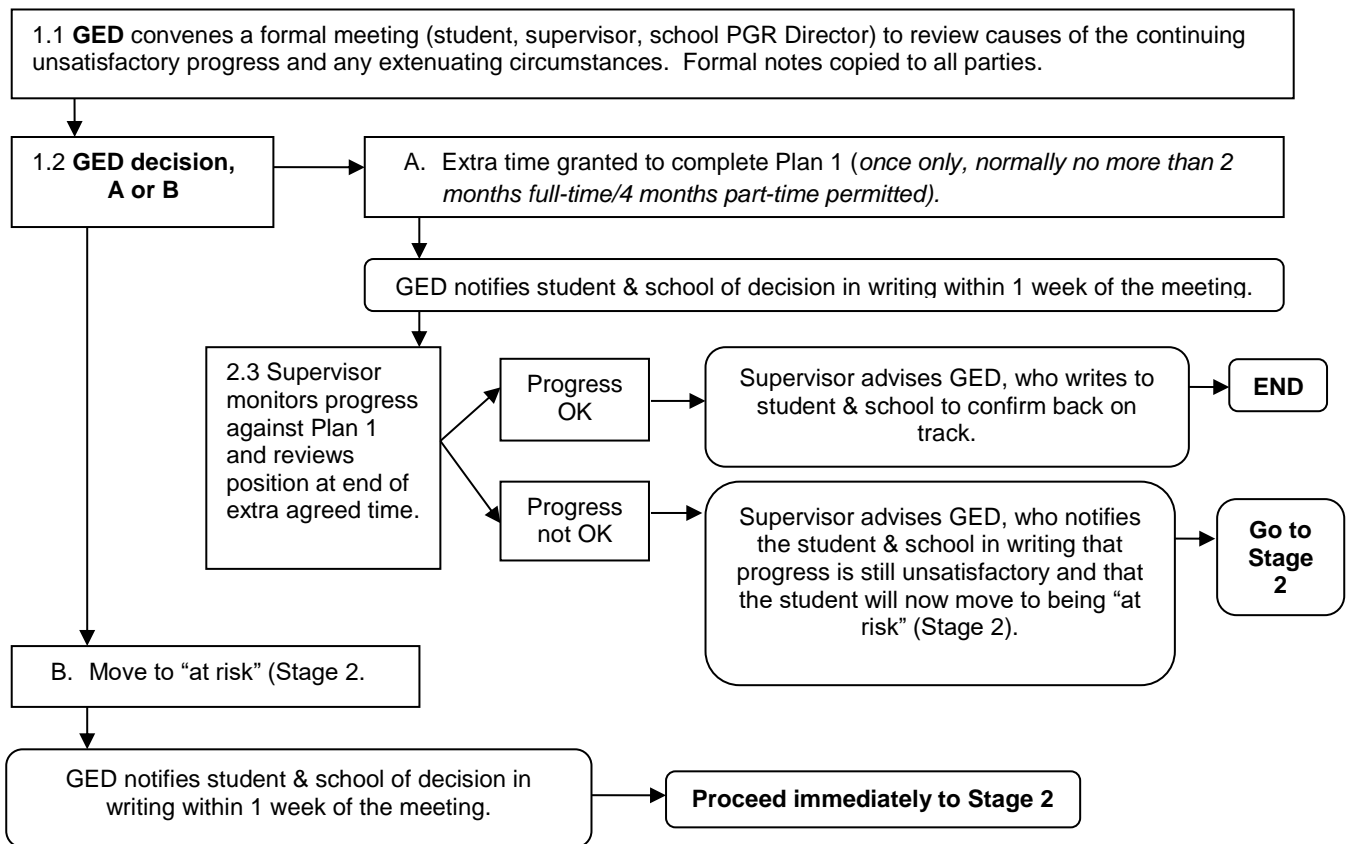 1.1 GED convenes a formal meeting (student, supervisor, school PGR Director) to review causes of the continuing
unsatisfactory progress and any extenuating circumstances.  Formal notes copied to all parties.
1.2 GED decision,
A or B
A. Extra time granted to complete Plan 1 (once only, normally no more than 2
months full-time/4 months part-time permitted).
GED notifies student & school of decision in writing within 1 week of the meeting.
2.3 Supervisor
monitors progress
against Plan 1
and reviews
position at end of
extra agreed time.
Progress
OK
Supervisor advises GED, who writes to
student & school to confirm back on
track.
END
Progress
not OK
Supervisor advises GED, who notifies
the student & school in writing that
progress is still unsatisfactory and that
the student will now move to being “at
risk” (Stage 2).
Go to
Stage
2
B. Move to “at risk” (Stage 2.
GED notifies student & school of decision in
writing within 1 week of the meeting.
Proceed immediately to Stage 2